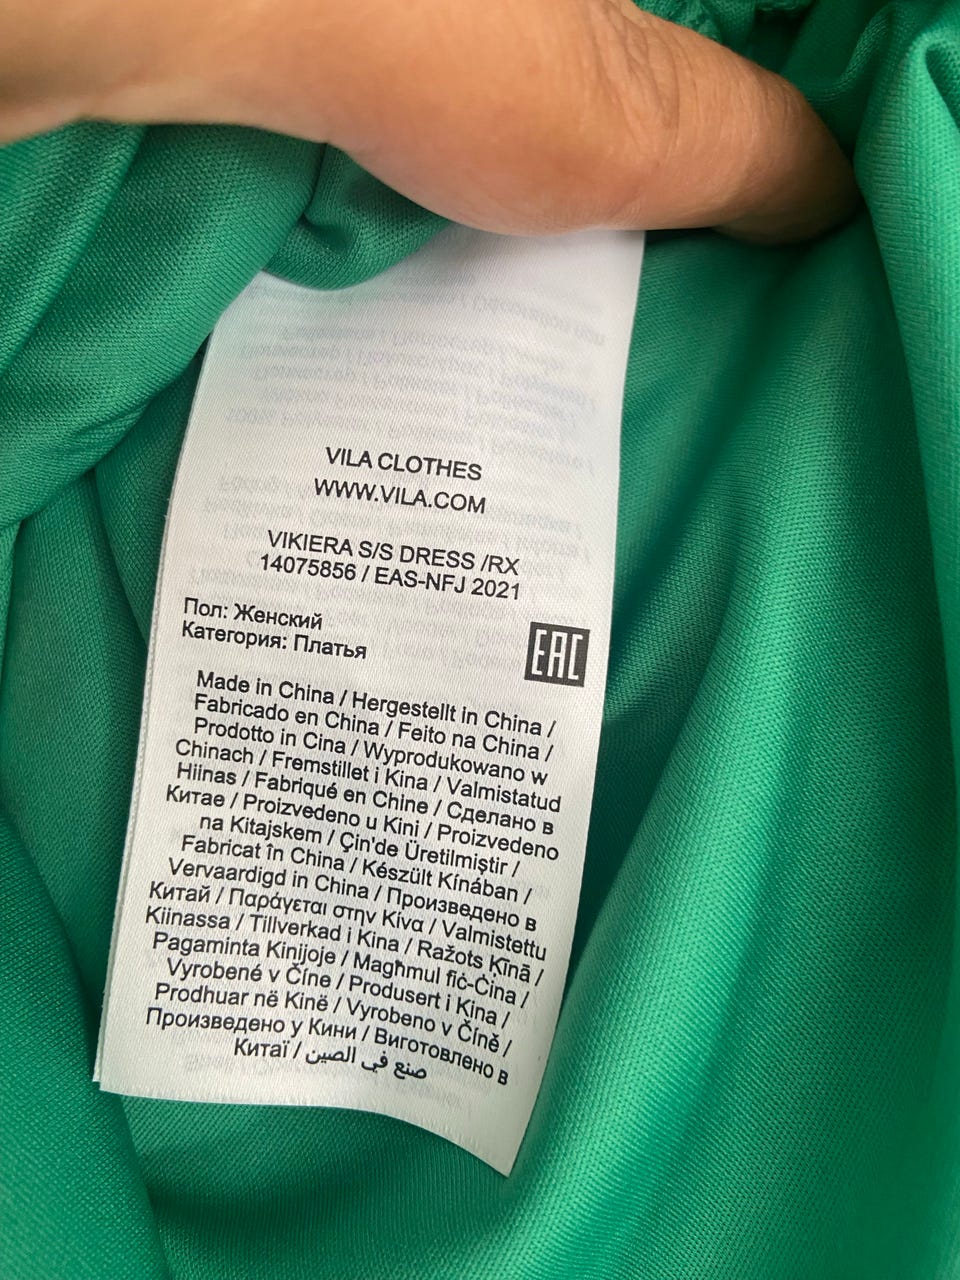 VILA CLOTHES
WWW.VILA.COM
VIKIERA S/S DRESS /RX
14075856 / EAS-NFJ 2021
Пол: Женский
Категория: Платья
EAC
Made in China / Hergestellt in China /
Fabricado en China / Feito na China /
Prodotto in Cina / Wyprodukowano w
Chinach / Fremstillet i Kina / Valmistatud
Hiinas / Fabriqué en Chine / Сделано в
Китае / Proizvedeno u Kini / Proizvedeno
na Kitajskem / Çin'de Üretilmiştir /
Fabricat în China / Készült Kínában /
Vervaardigd in China / Произведено в
Китай / Παράγεται στην Κίνα / Valmistettu
Kiinassa / Tillverkad i Kina / Ražots Ķīnā /
Pagaminta Kinijoje / Magħmul fiċ-Ċina /
Vyrobené v Číne / Produsert i Kina /
Prodhuar në Kinë / Vyrobeno v Číně /
Произведено у Кини / Виготовлено в
Китаї / صنع في الصين